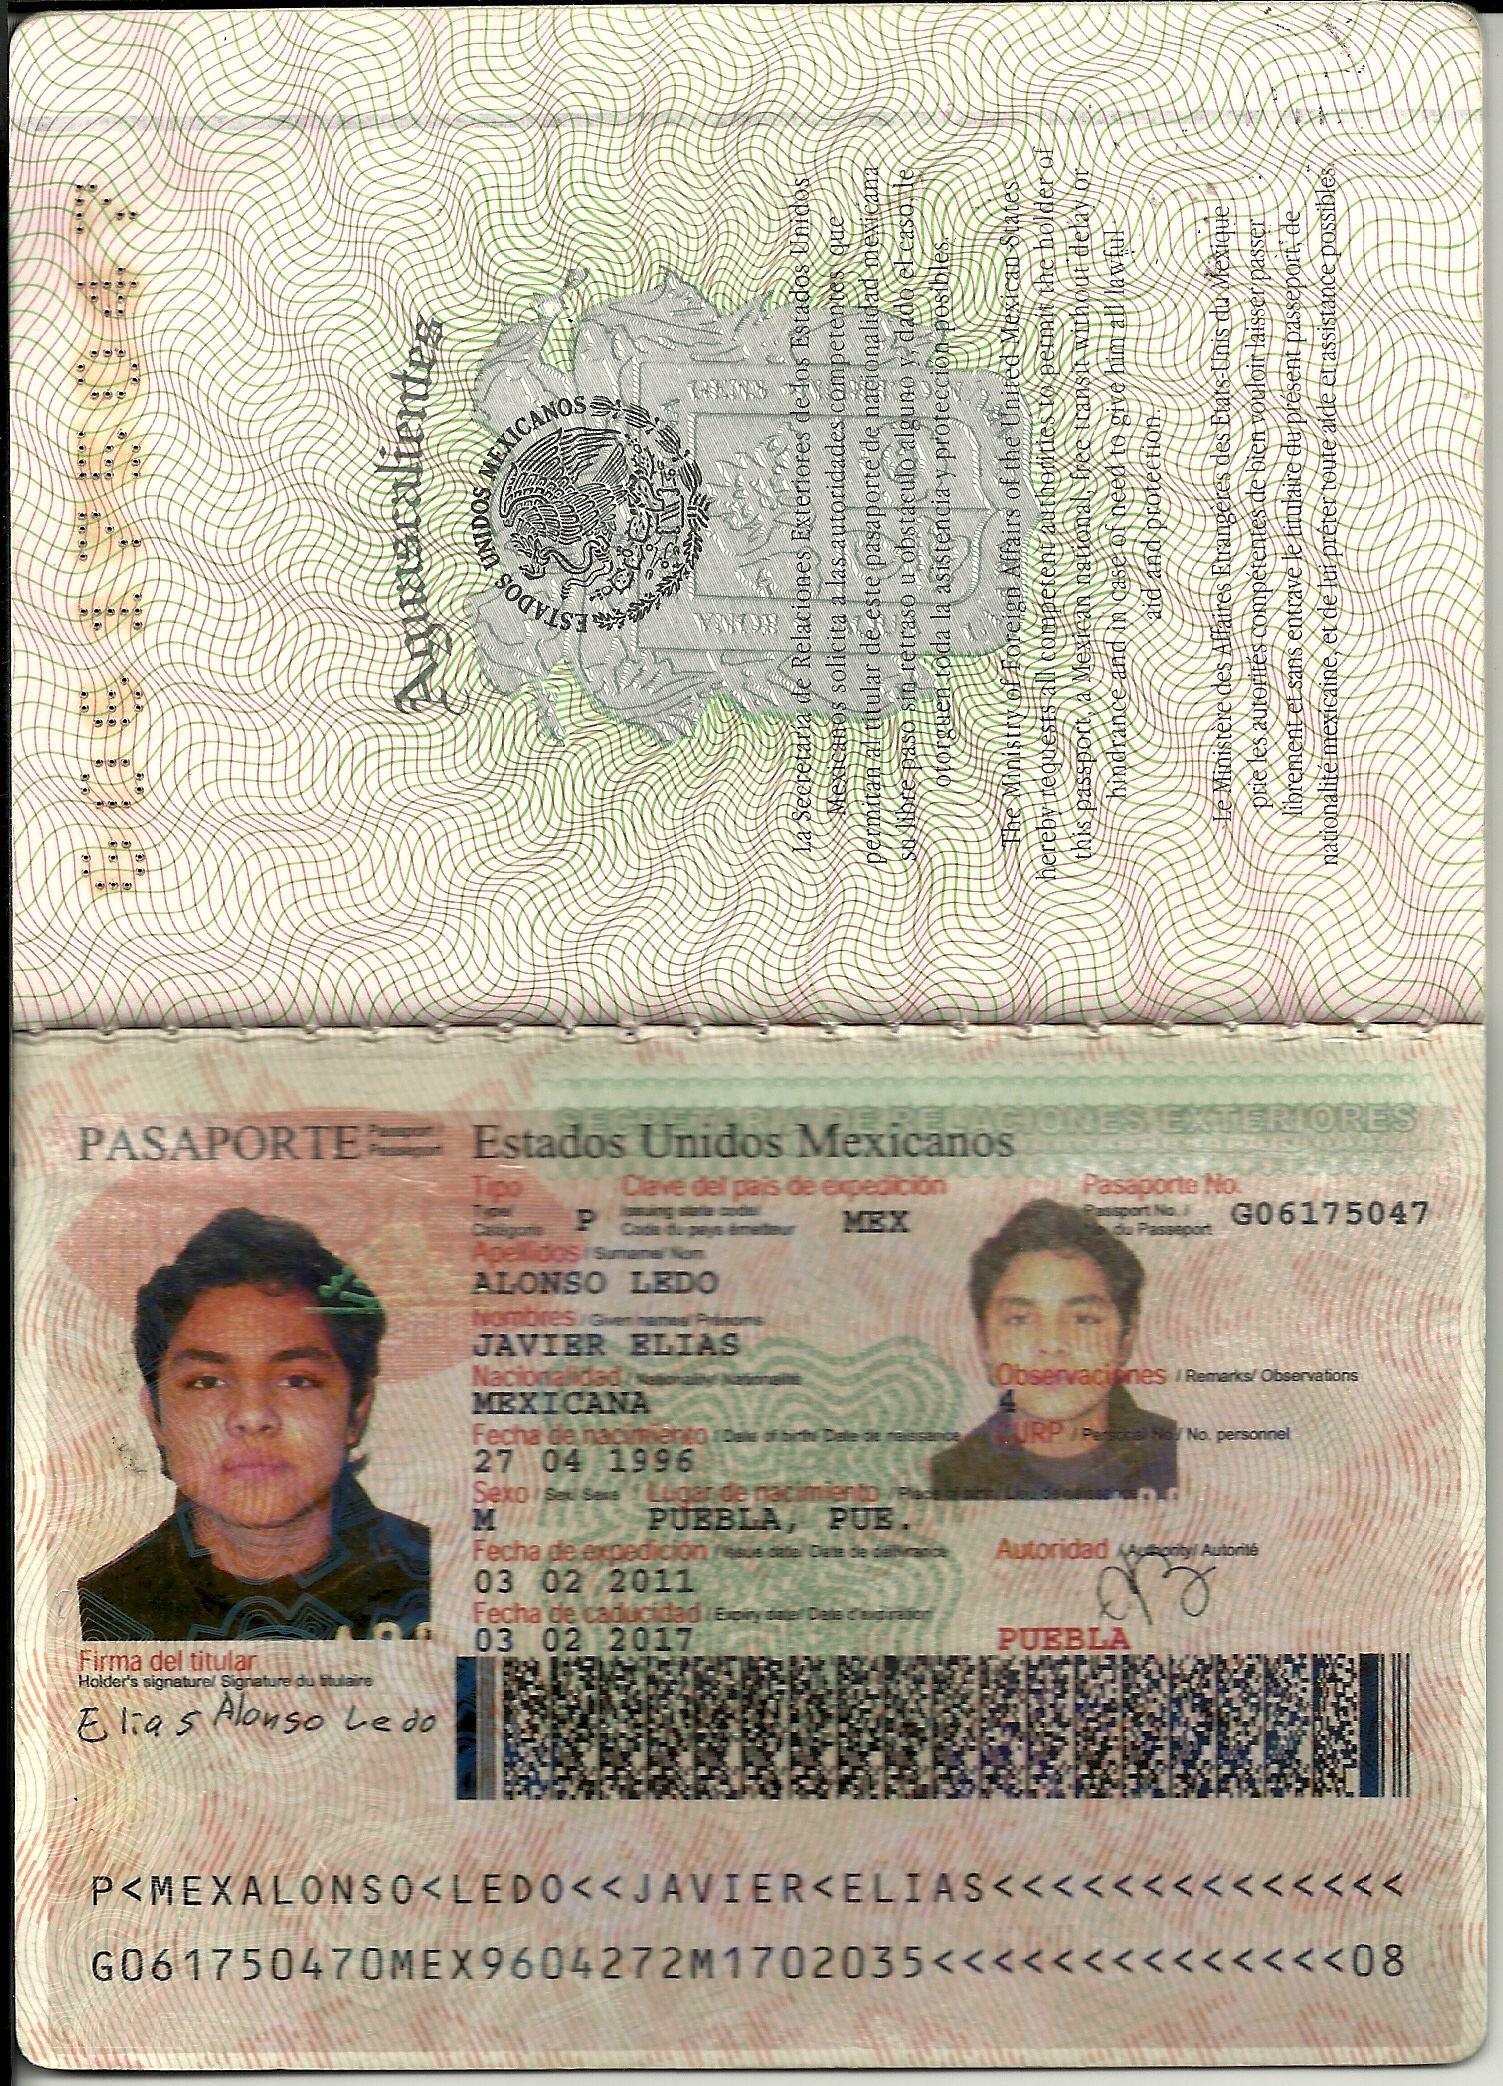 Aguascalientes
ESTADOS UNIDOS MEXICANOS
La Secretaría de Relaciones Exteriores de los Estados Unidos
Mexicanos solicita a las autoridades competentes que
permitan al titular de este pasaporte de nacionalidad mexicana
su libre paso sin retraso u obstáculo alguno y, dado el caso, le
otorguen toda la asistencia y protección posibles.
The Ministry of Foreign Affairs of the United Mexican States
hereby requests all competent authorities to permit the holder of
this passport, a Mexican national, free transit without delay or
hindrance and in case of need to give him all lawful
aid and protection.
Le Ministère des Affaires Etrangères des Etats-Unis du Mexique
prie les autorités compétentes de bien vouloir laisser passer
librement et sans entrave le titulaire du présent passeport, de
nationalité mexicaine, et de lui prêter toute aide et assistance possibles.
SECRETARIA DE RELACIONES EXTERIORES
PASAPORTE Passport / Passeport Estados Unidos Mexicanos
Tipo Clave del país de expedición Pasaporte No.
Type/ Issuing state code/ Passport No. /
Catégorie P Code du pays émetteur MEX du Passeport G06175047
Apellidos / Surname/ Nom
ALONSO LEDO
Nombres / Given names/ Prénoms
JAVIER ELIAS
Nacionalidad / Nationality/ Nationalité Observaciones / Remarks/ Observations
MEXICANA 4
Fecha de nacimiento / Date of birth/ Date de naissance CURP / Personal No./ No. personnel
27 04 1996
Sexo / Sex/ Sexe Lugar de nacimiento / Place of birth/ Lieu de naissance
M PUEBLA, PUE.
Fecha de expedición / Issue date/ Date de délivrance Autoridad / Authority/ Autorité
03 02 2011
Fecha de caducidad / Expiry date/ Date d'expiration
03 02 2017 PUEBLA
Firma del titular
Holder's signature/ Signature du titulaire
Elias Alonso Ledo
P<MEXALONSO<LEDO<<JAVIER<ELIAS<<<<<<<<<<<<<<
G061750470MEX9604272M1702035<<<<<<<<<<<<<<08